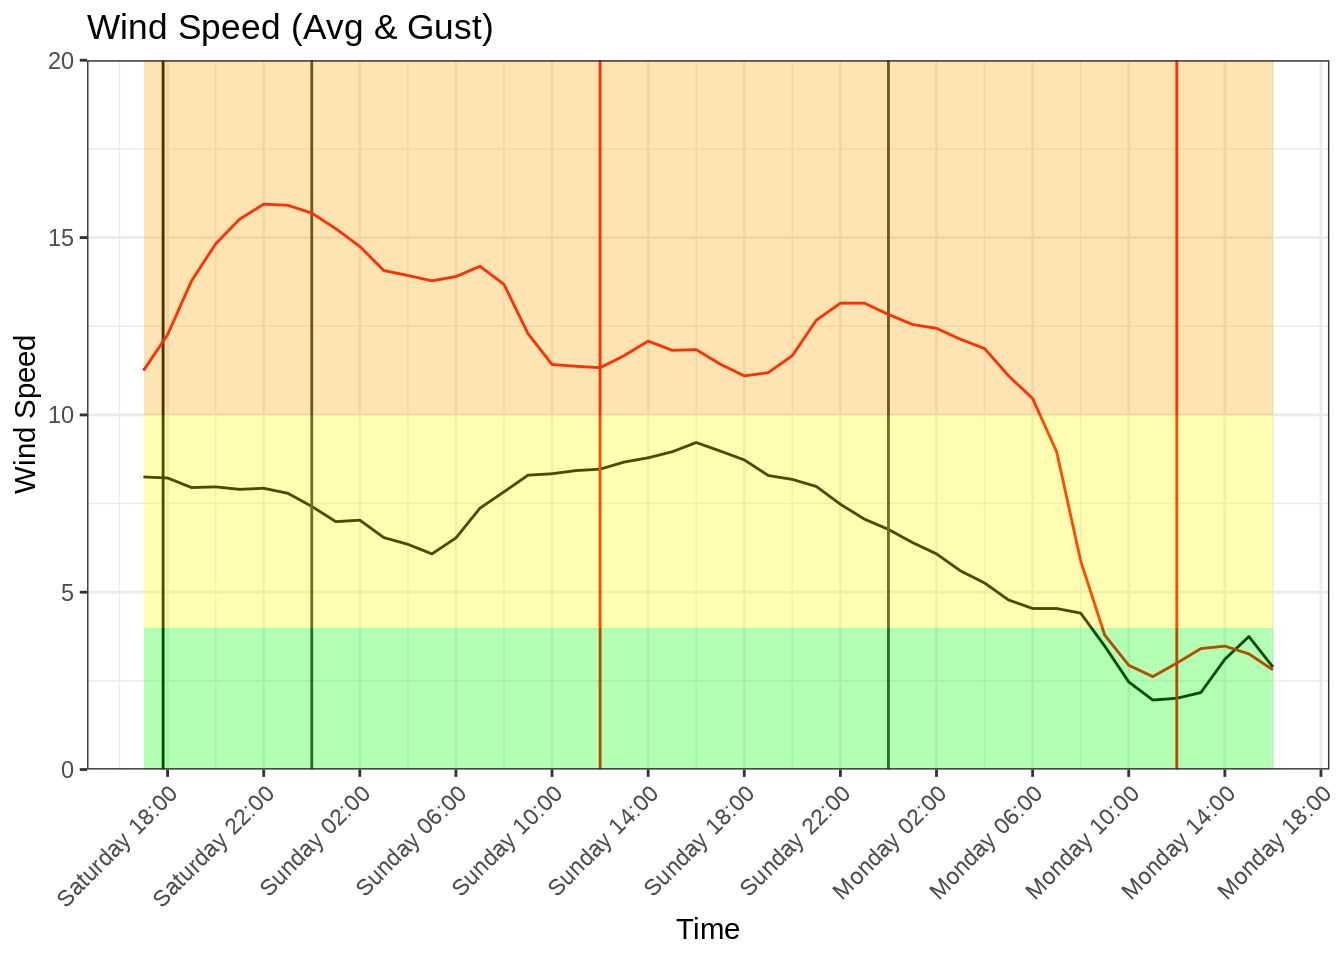 Wind Speed (Avg & Gust)
20
15
10
5
0
Wind Speed
Saturday 18:00
Saturday 22:00
Sunday 02:00
Sunday 06:00
Sunday 10:00
Sunday 14:00
Sunday 18:00
Sunday 22:00
Monday 02:00
Monday 06:00
Monday 10:00
Monday 14:00
Monday 18:00
Time